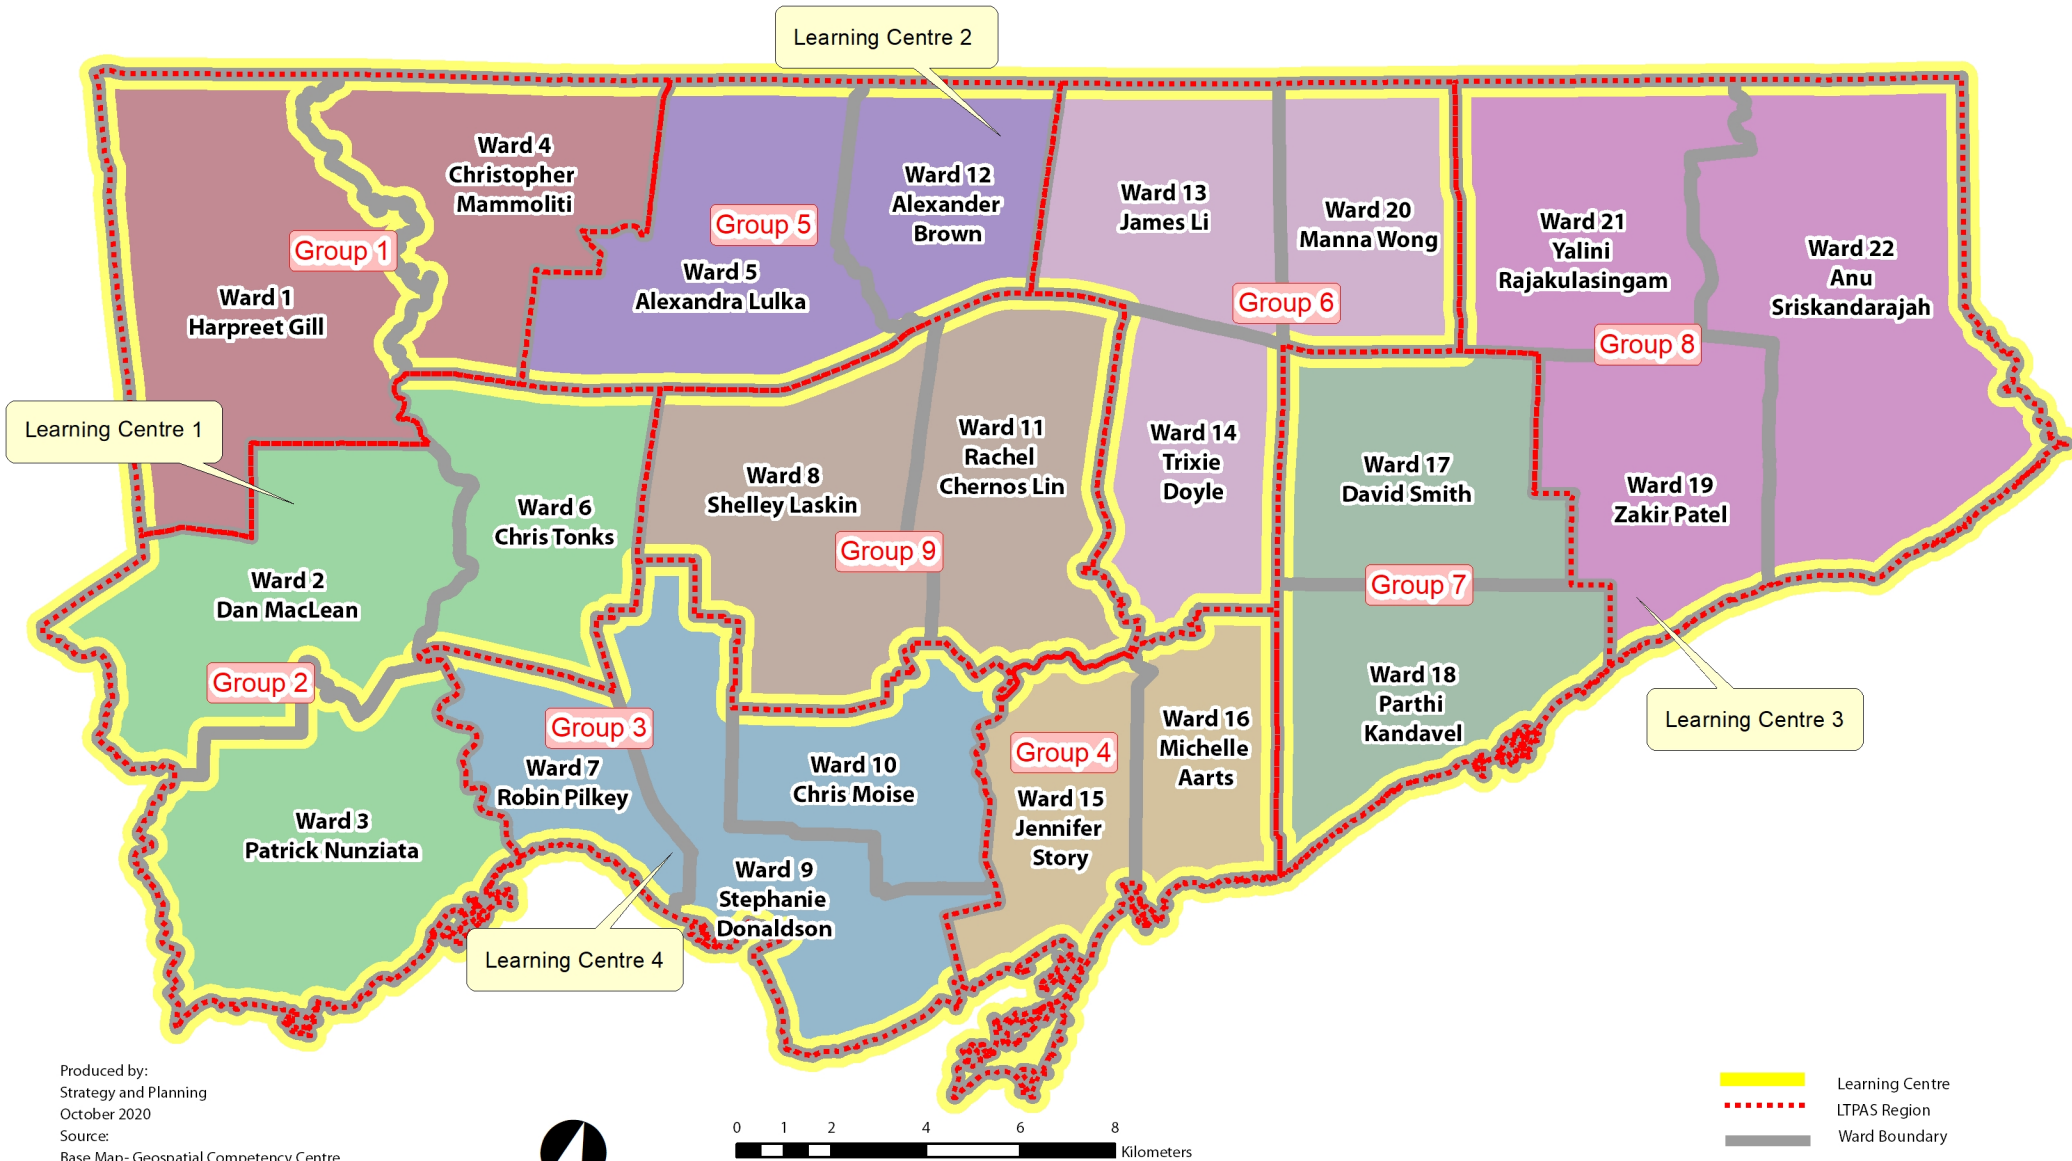 Learning Centre 2
Ward 4
Christopher
Mammoliti
Ward 12
Alexander
Brown
Ward 13
James Li
Ward 20
Manna Wong
Ward 21
Yalini
Rajakulasingam
Ward 22
Anu
Sriskandarajah
Group 1
Group 5
Ward 5
Alexandra Lulka
Ward 1
Harpreet Gill
Group 6
Group 8
Learning Centre 1
Ward 6
Chris Tonks
Ward 8
Shelley Laskin
Ward 11
Rachel
Chernos Lin
Ward 14
Trixie
Doyle
Ward 17
David Smith
Ward 19
Zakir Patel
Group 9
Ward 2
Dan MacLean
Group 7
Group 2
Group 3
Group 4
Ward 16
Michelle
Aarts
Ward 18
Parthi
Kandavel
Learning Centre 3
Ward 7
Robin Pilkey
Ward 10
Chris Moise
Ward 15
Jennifer
Story
Ward 3
Patrick Nunziata
Ward 9
Stephanie
Donaldson
Learning Centre 4
Produced by:
Strategy and Planning
October 2020
Source:
Base Map- Geospatial Competency Centre
0 1 2 4 6 8
Kilometers
Learning Centre
LTPAS Region
Ward Boundary